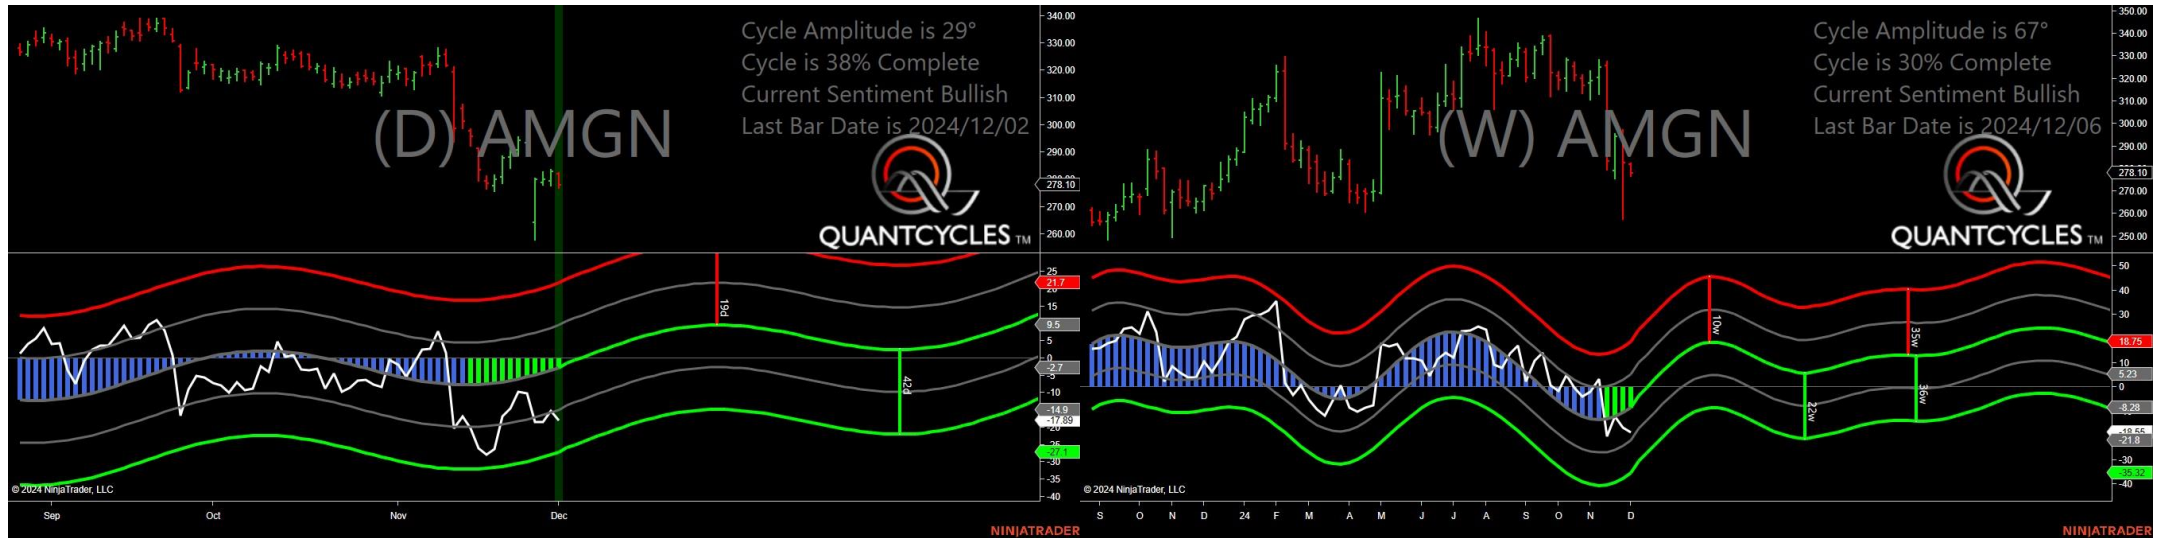 Cycle Amplitude is 29°
Cycle is 38% Complete
Current Sentiment Bullish
Last Bar Date is 2024/12/02
(D) AMGN
QUANTCYCLES TM
340.00
330.00
320.00
310.00
300.00
290.00
278.10
270.00
260.00
25
21.7
15
9.5
5
0
-2.7
-5
-10
-14.9
-17.89
-20
-25
-27.1
-30
-35
-40
19d
42d
© 2024 NinjaTrader, LLC
Sep Oct Nov Dec
NINJATRADER
Cycle Amplitude is 67°
Cycle is 30% Complete
Current Sentiment Bullish
Last Bar Date is 2024/12/06
(W) AMGN
QUANTCYCLES TM
350.00
340.00
330.00
320.00
310.00
300.00
290.00
278.10
270.00
260.00
250.00
50
40
30
18.75
10
5.23
0
-8.28
-18.55
-21.8
-30
-35.32
-40
10w
22w
35w
36w
© 2024 NinjaTrader, LLC
S O N D 24 F M A M J J A S O N D
NINJATRADER